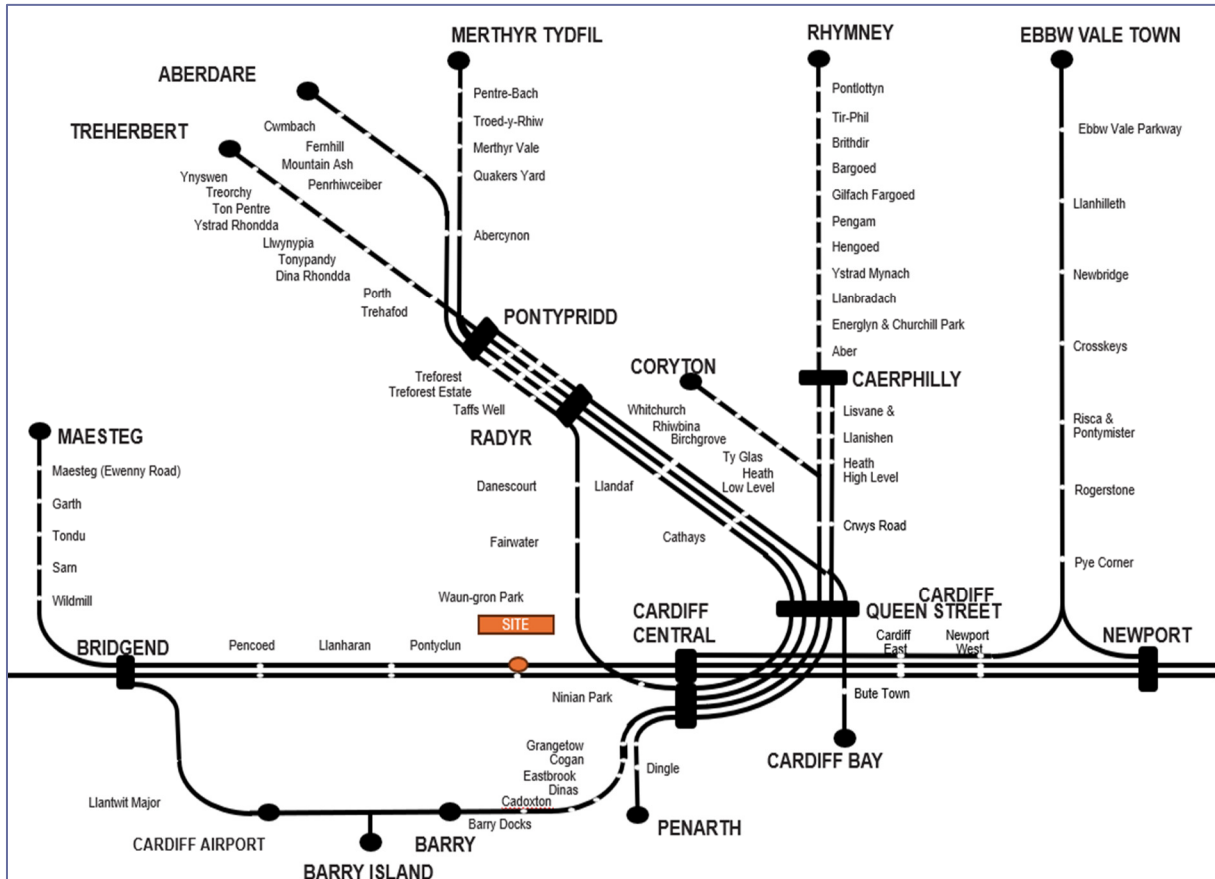 MERTHYR TYDFIL
RHYMNEY
EBBW VALE TOWN
ABERDARE
TREHERBERT
Cwmbach
Fernhill
Mountain Ash
Penrhiwceiber
Ynyswen
Treorchy
Ton Pentre
Ystrad Rhondda
Llwynypia
Tonypandy
Dina Rhondda
Porth
Trehafod
Pentre-Bach
Troed-y-Rhiw
Merthyr Vale
Quakers Yard
Abercynon
PONTYPRIDD
Treforest
Treforest Estate
Taffs Well
RADYR
Pontlottyn
Tir-Phil
Brithdir
Bargoed
Gilfach Fargoed
Pengam
Hengoed
Ystrad Mynach
Llanbradach
Energlyn & Churchill Park
Aber
CAERPHILLY
Lisvane &
Llanishen
Heath
High Level
Crwys Road
CORYTON
Whitchurch
Rhiwbina
Birchgrove
Ty Glas
Heath
Low Level
Ebbw Vale Parkway
Llanhilleth
Newbridge
Crosskeys
Risca &
Pontymister
Rogerstone
Pye Corner
MAESTEG
Maesteg (Ewenny Road)
Garth
Tondu
Sarn
Wildmill
BRIDGEND
Pencoed
Llanharan
Pontyclun
SITE
Danescourt
Fairwater
Waun-gron Park
Ninian Park
Llandaf
Cathays
CARDIFF
CENTRAL
CARDIFF
QUEEN STREET
Cardiff
East
Newport
West
NEWPORT
Bute Town
CARDIFF BAY
Grangetow
Cogan
Eastbrook
Dinas
Cadoxton
Barry Docks
Dingle
PENARTH
Llantwit Major
CARDIFF AIRPORT
BARRY
BARRY ISLAND